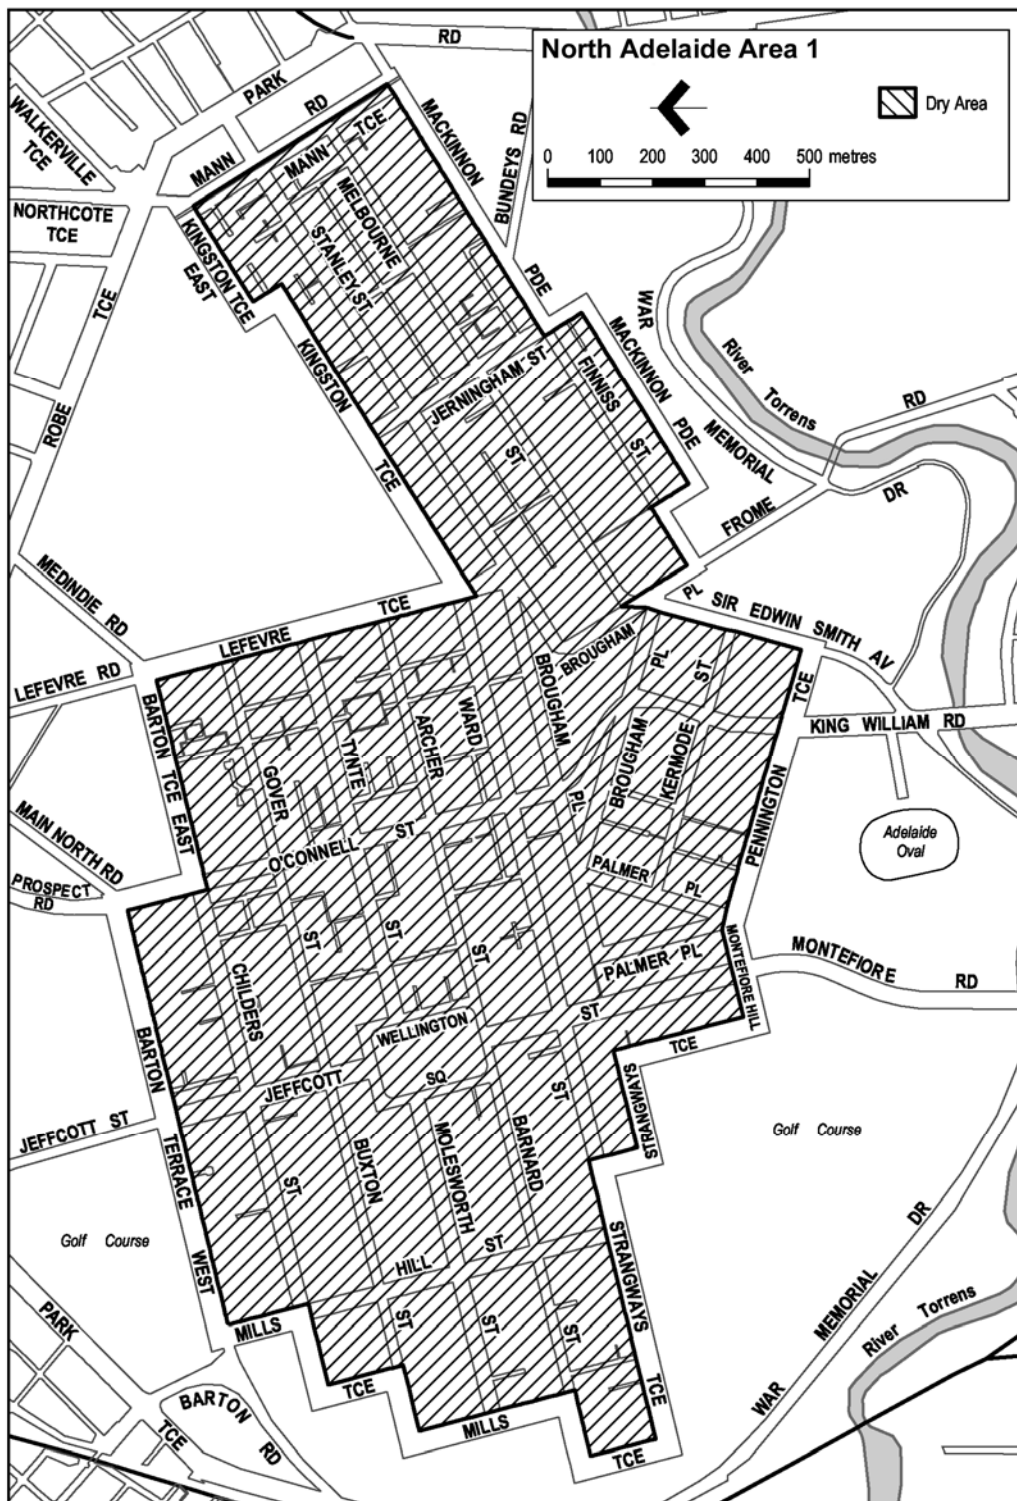 North Adelaide Area 1
Dry Area
0 100 200 300 400 500 metres
RD
PARK
RD
WALKERVILLE
TCE
MANN
MANN
TCE
MACKINNON
BUNDEYS RD
NORTHCOTE
TCE
KINGSTON TCE
EAST
MELBOURNE
STANLEY ST
PDE
WAR
River
Torrens
TCE
ROBE
KINGSTON
TCE
JERNINGHAM ST
FINNISS
ST
MACKINNON
PDE
ST
MEMORIAL
RD
DR
FROME
MEDINDIE RD
LEFEVRE
TCE
PL
SIR EDWIN SMITH AV
LEFEVRE RD
BARTON TCE EAST
BROUGHAM
BROUGHAM
PL
ST
TCE
KING WILLIAM RD
GOVER
TYNTE
ARCHER
WARD
BROUGHAM
KERMODE
PENNINGTON
PL
MAIN NORTH RD
O'CONNELL
ST
PALMER
PL
Adelaide
Oval
PROSPECT
RD
ST
ST
ST
PALMER PL
MONTEFIORE HILL
MONTEFIORE
RD
CHILDERS
WELLINGTON
SQ
ST
TCE
BARTON
JEFFCOTT
ST
STRANGWAYS
JEFFCOTT ST
TERRACE
WEST
ST
BUXTON
MOLESWORTH
BARNARD
Golf Course
Golf Course
HILL
ST
STRANGWAYS
TCE
DR
MEMORIAL
WAR
River Torrens
PARK
TCE
MILLS
ST
ST
ST
TCE
MILLS
TCE
BARTON
RD